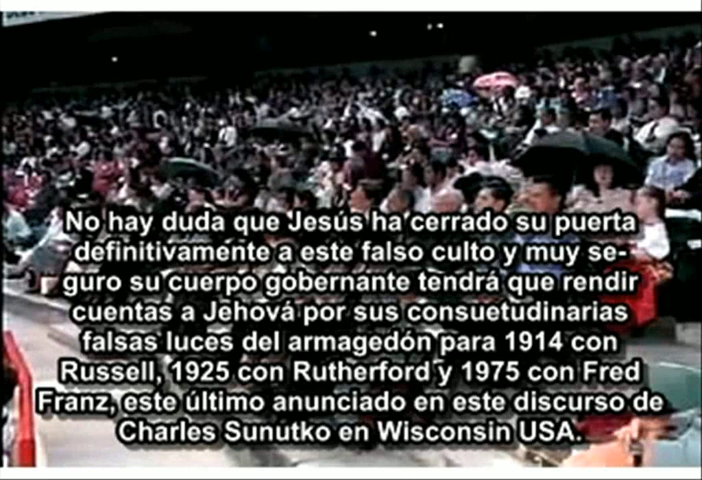 No hay duda que Jesús ha cerrado su puerta
definitivamente a este falso culto y muy se-
guro su cuerpo gobernante tendrá que rendir
cuentas a Jehová por sus consuetudinarias
falsas luces del armagedón para 1914 con
Russell, 1925 con Rutherford y 1975 con Fred
Franz, este último anunciado en este discurso de
Charles Sunutko en Wisconsin USA.